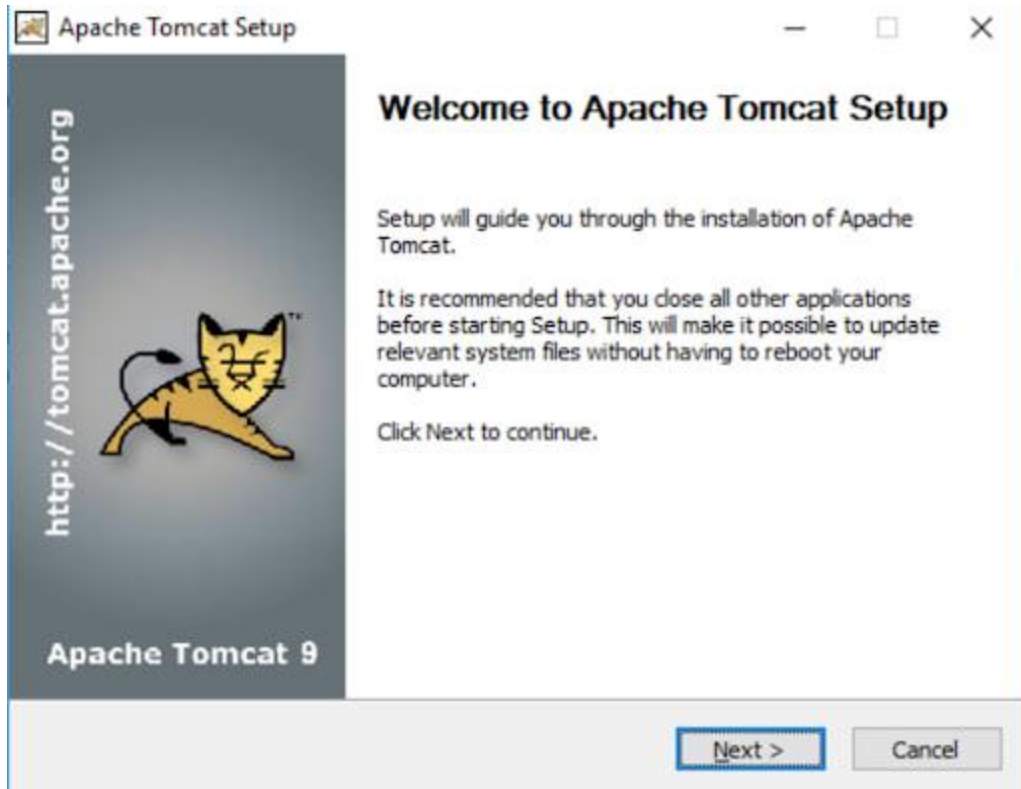 Apache Tomcat Setup
http://tomcat.apache.org
Apache Tomcat 9
Welcome to Apache Tomcat Setup
Setup will guide you through the installation of Apache
Tomcat.
It is recommended that you close all other applications
before starting Setup. This will make it possible to update
relevant system files without having to reboot your
computer.
Click Next to continue.
Next >
Cancel